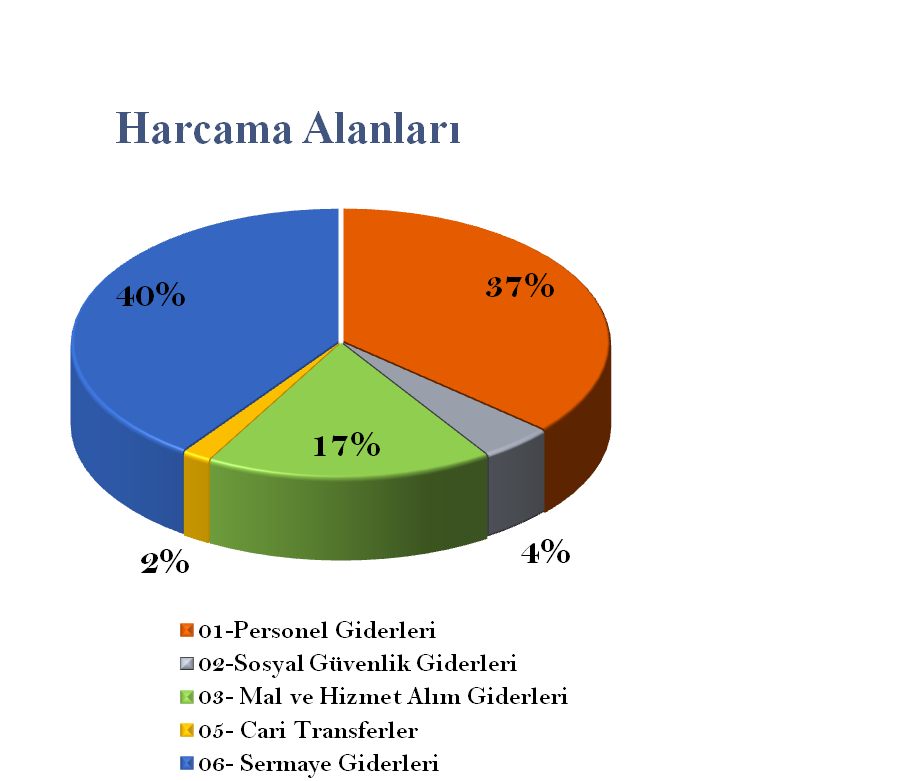 Harcama Alanları
40%
37%
17%
2%
4%
01-Personel Giderleri
02-Sosyal Güvenlik Giderleri
03- Mal ve Hizmet Alım Giderleri
05- Cari Transferler
06- Sermaye Giderleri